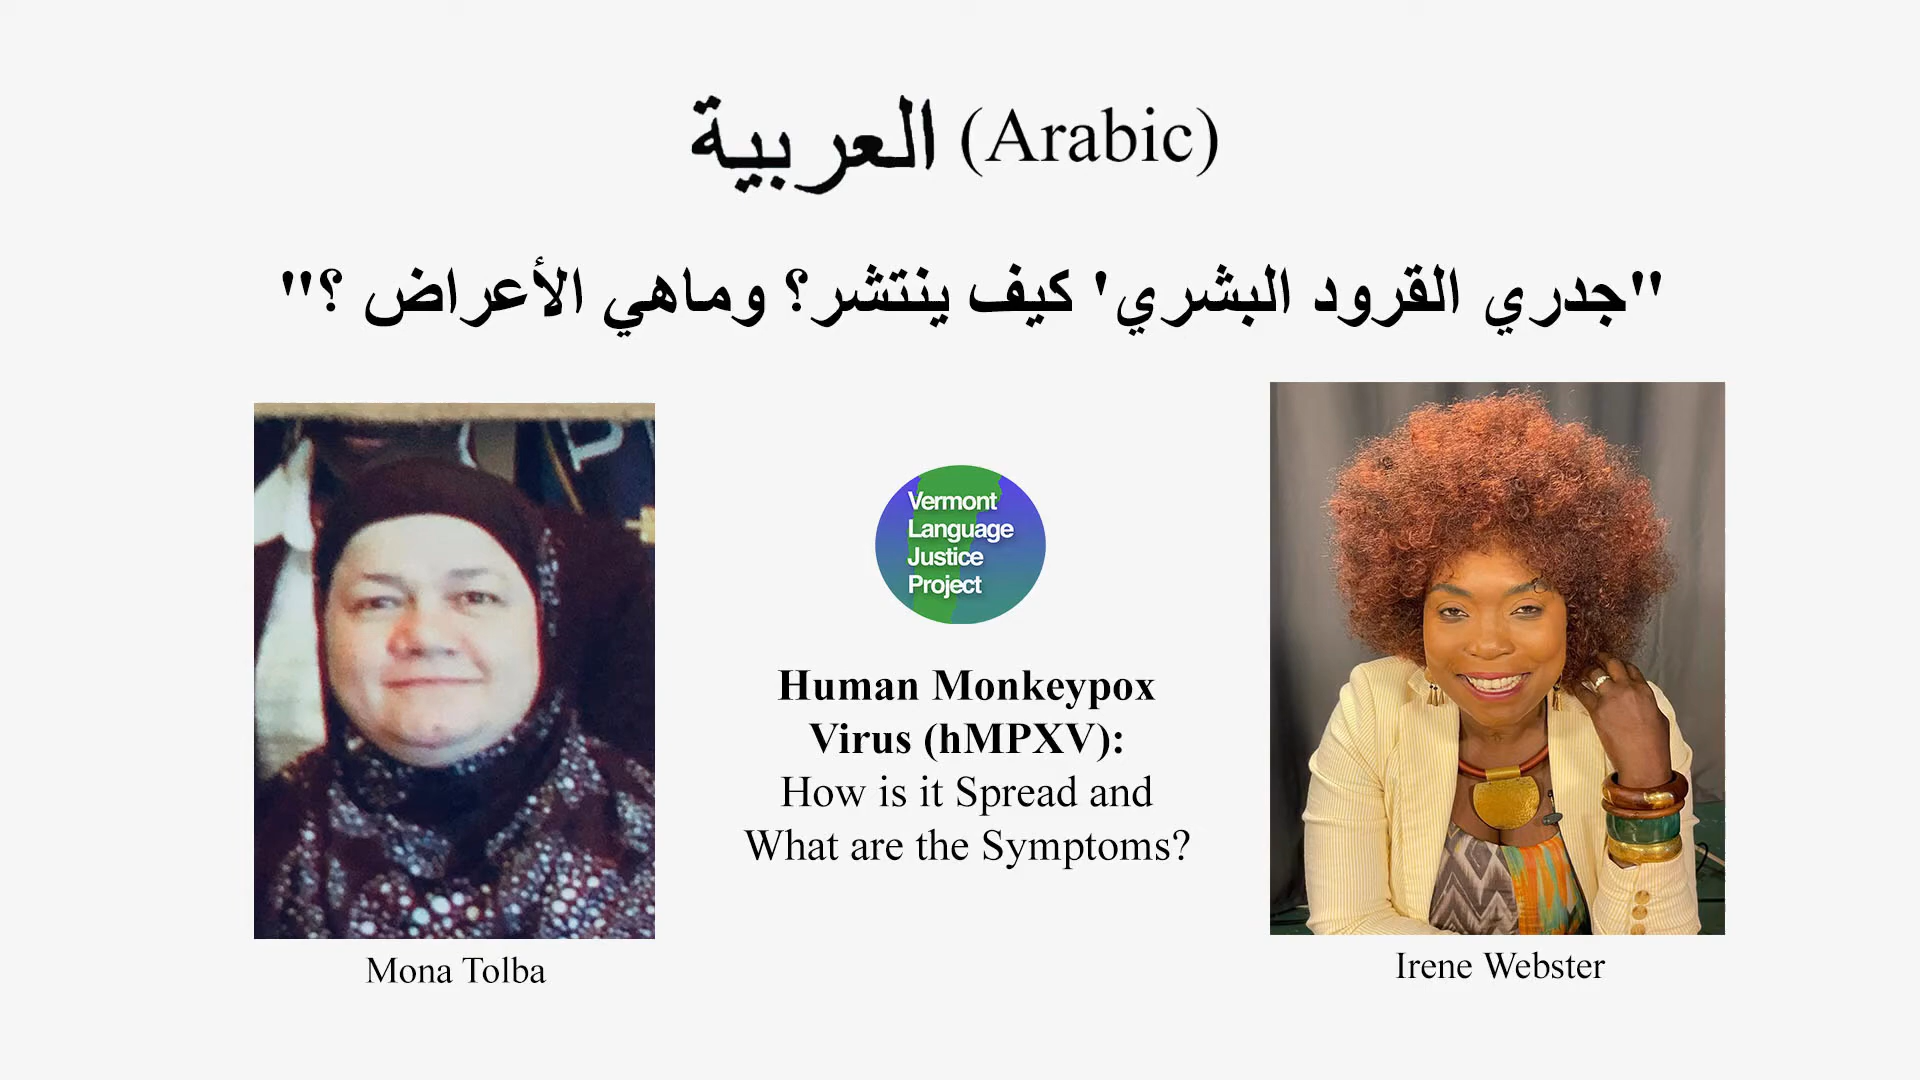 العربية (Arabic)
"جدري القرود البشري' كيف ينتشر؟ وماهي الأعراض ؟"
Vermont
Language
Justice
Project
Human Monkeypox
Virus (hMPXV):
How is it Spread and
What are the Symptoms?
Mona Tolba
Irene Webster